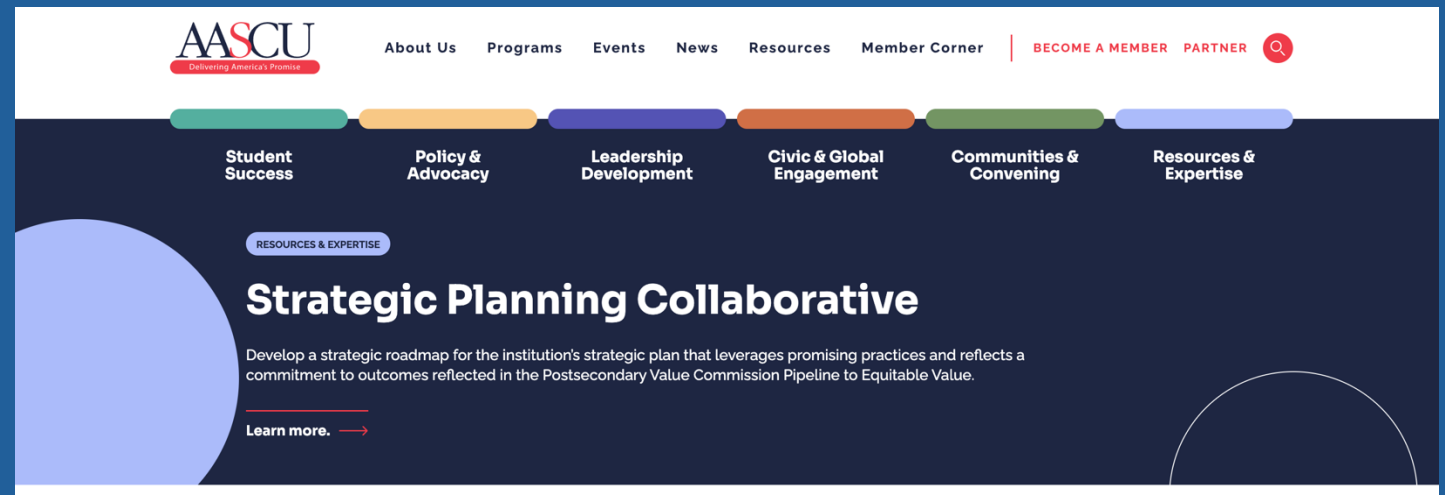 AASCU
Delivering America's Promise
About Us Programs Events News Resources Member Corner BECOME A MEMBER PARTNER
Student Success
Policy & Advocacy
Leadership Development
Civic & Global Engagement
Communities & Convening
Resources & Expertise
RESOURCES & EXPERTISE
Strategic Planning Collaborative
Develop a strategic roadmap for the institution's strategic plan that leverages promising practices and reflects a
commitment to outcomes reflected in the Postsecondary Value Commission Pipeline to Equitable Value.
Learn more.